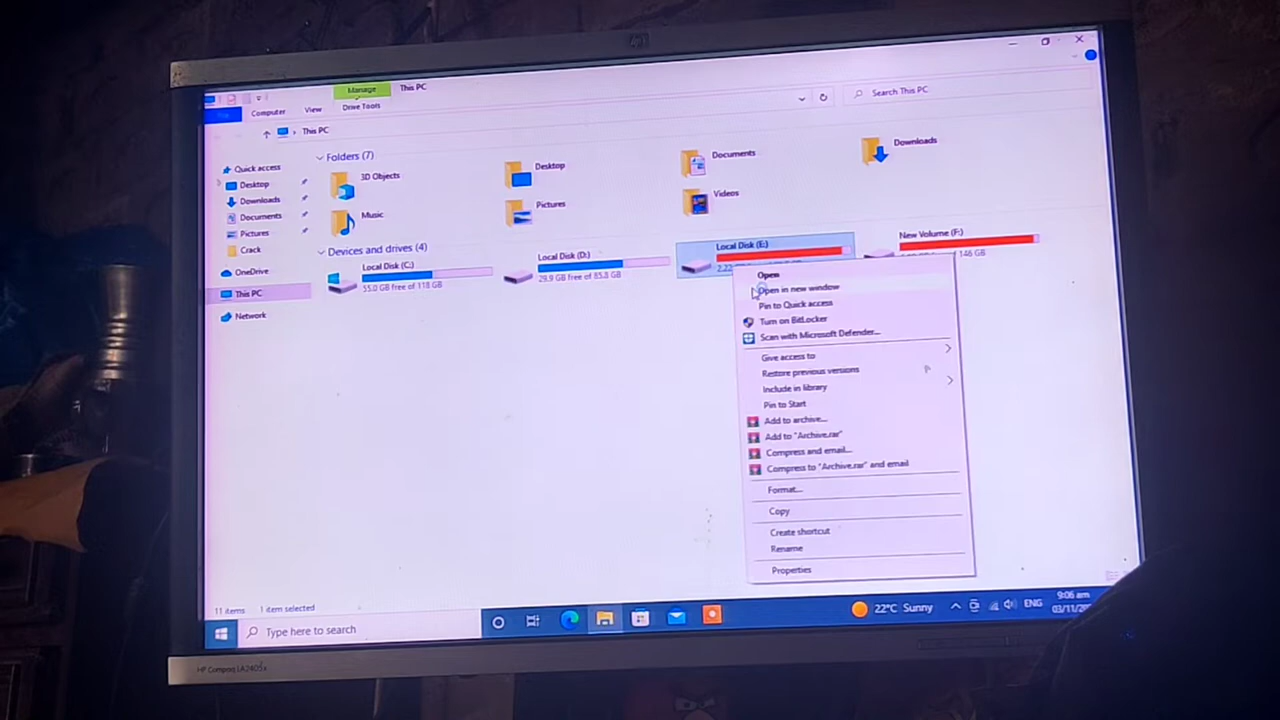 Manage
This PC
File
Computer
View
Drive Tools
This PC
Search This PC
Quick access
Desktop
Downloads
Documents
Pictures
Crack
OneDrive
This PC
Network
Folders (7)
3D Objects
Desktop
Documents
Downloads
Music
Pictures
Videos
Devices and drives (4)
Local Disk (C:)
55.0 GB free of 118 GB
Local Disk (D:)
29.9 GB free of 85.8 GB
Local Disk (E:)
New Volume (F:)
146 GB
Open
Open in new window
Pin to Quick access
Turn on BitLocker
Scan with Microsoft Defender...
Give access to
Restore previous versions
Include in library
Pin to Start
Add to archive...
Add to "Archive.rar"
Compress and email...
Compress to "Archive.rar" and email
Format...
Copy
Create shortcut
Rename
Properties
11 items
1 item selected
Type here to search
22°C Sunny
ENG
9:06 am
HP Compaq LA2405x